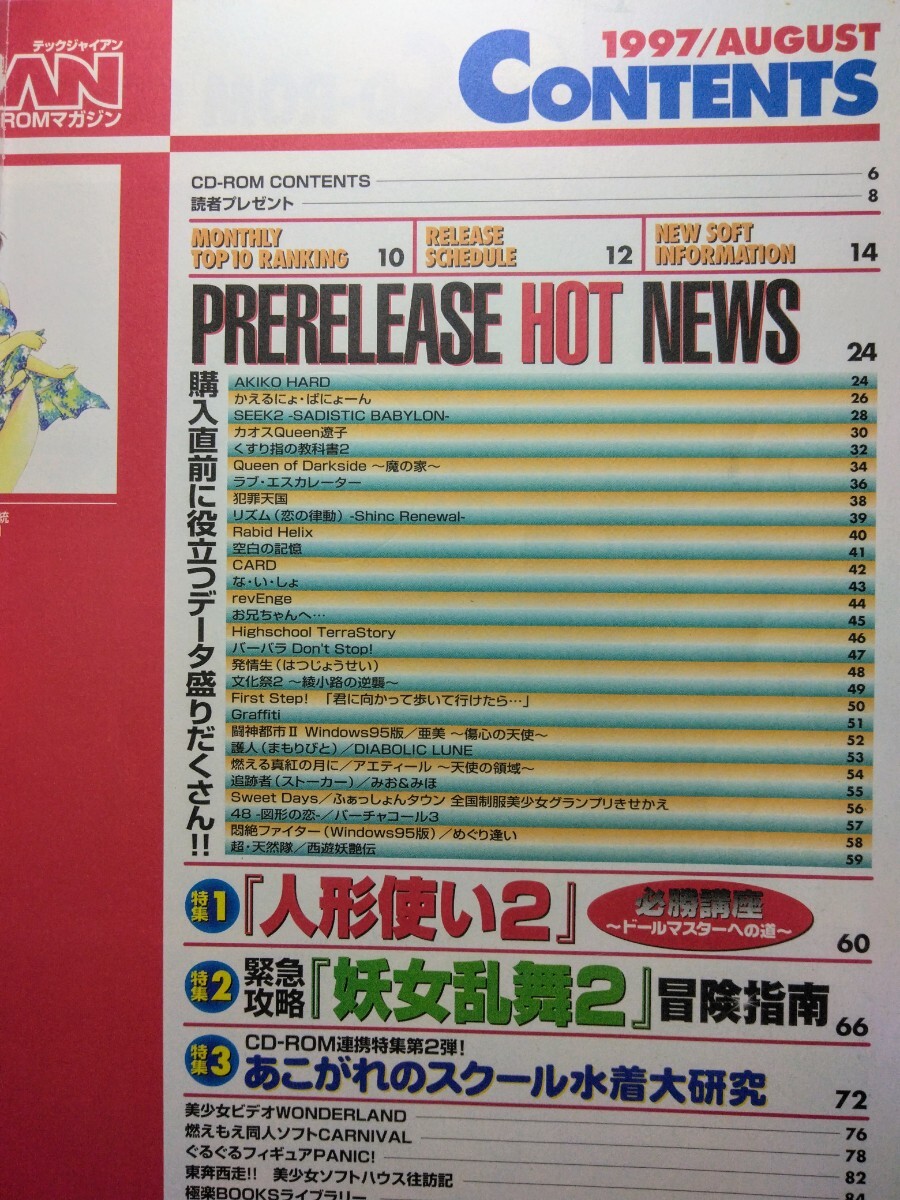 テックジャイアン
AN
ROMマガジン
1997/AUGUST
CONTENTS
CD-ROM CONTENTS 6
読者プレゼント 8
MONTHLY TOP10 RANKING 10
RELEASE SCHEDULE 12
NEW SOFT INFORMATION 14
PRERELEASE HOT NEWS 24
購入直前に役立つデータ盛りだくさん!!
AKIKO HARD 24
かえるにょ・ぱにょーん 26
SEEK2 -SADISTIC BABYLON- 28
カオスQueen遼子 30
くすり指の教科書2 32
Queen of Darkside ～魔の家～ 34
ラブ・エスカレーター 36
犯罪天国 38
リズム（恋の律動）-Shinc Renewal- 39
Rabid Helix 40
空白の記憶 41
CARD 42
な・い・しょ 43
revEnge 44
お兄ちゃんへ… 45
Highschool TerraStory 46
バーバラ Don't Stop! 47
発情生（はつじょうせい） 48
文化祭2 ～綾小路の逆襲～ 49
First Step! 「君に向かって歩いて行けたら…」 50
Graffiti 51
闘神都市Ⅱ Windows95版／亜美 ～傷心の天使～ 52
護人（まもりびと）／DIABOLIC LUNE 53
燃える真紅の月に／アエティール ～天使の領域～ 54
追跡者（ストーカー）／みお&みほ 55
Sweet Days／ふぁっしょんタウン 全国制服美少女グランプリきせかえ 56
48 -図形の恋-／バーチャコール3 57
悶絶ファイター（Windows95版）／めぐり逢い 58
超・天然隊／西遊妖艶伝 59
特集1 『人形使い2』 必勝講座 ～ドールマスターへの道～ 60
特集2 緊急攻略『妖女乱舞2』冒険指南 66
特集3 CD-ROM連携特集第2弾!
あこがれのスクール水着大研究 72
美少女ビデオWONDERLAND 76
燃えもえ同人ソフトCARNIVAL 78
ぐるぐるフィギュアPANIC! 82
東奔西走!! 美少女ソフトハウス往訪記
極楽BOOKSライブラリー